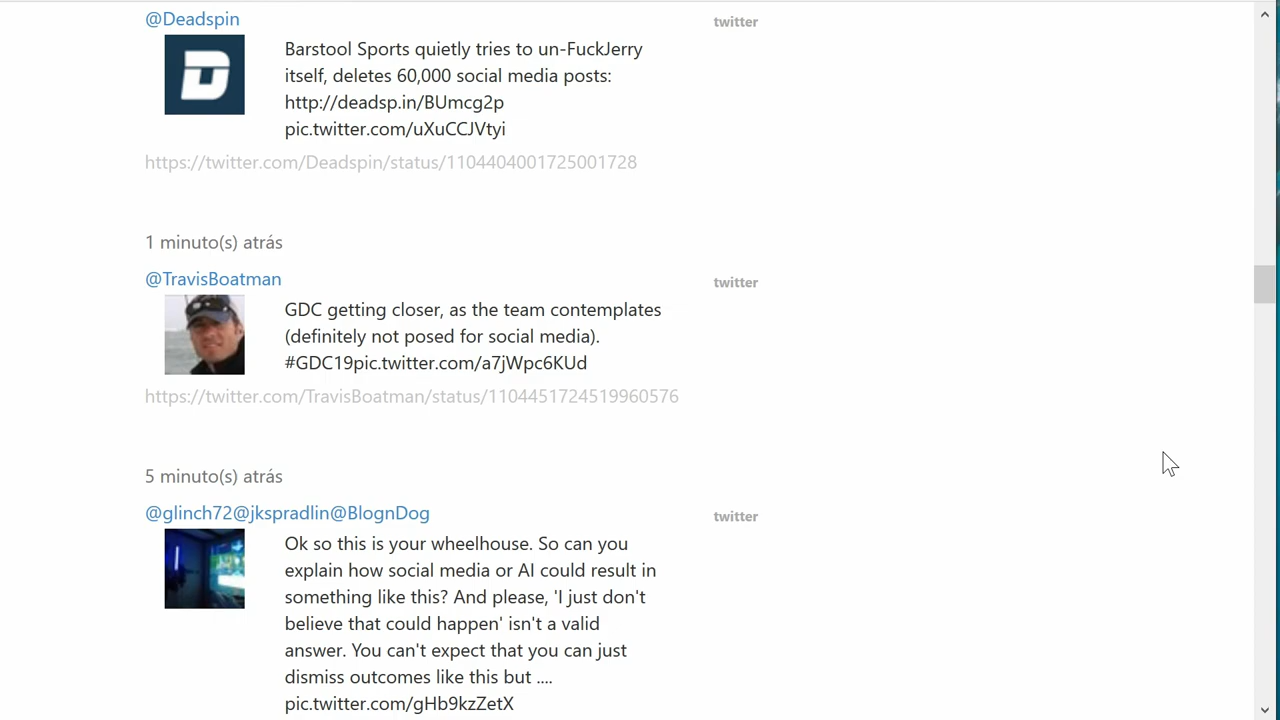 @Deadspin
twitter
Barstool Sports quietly tries to un-FuckJerry
itself, deletes 60,000 social media posts:
http://deadsp.in/BUmcg2p
pic.twitter.com/uXuCCJVtyi
https://twitter.com/Deadspin/status/1104404001725001728
1 minuto(s) atrás
@TravisBoatman
twitter
GDC getting closer, as the team contemplates
(definitely not posed for social media).
#GDC19pic.twitter.com/a7jWpc6KUd
https://twitter.com/TravisBoatman/status/1104451724519960576
5 minuto(s) atrás
@glinch72@jkspradlin@BlognDog
twitter
Ok so this is your wheelhouse. So can you
explain how social media or AI could result in
something like this? And please, 'I just don't
believe that could happen' isn't a valid
answer. You can't expect that you can just
dismiss outcomes like this but ....
pic.twitter.com/gHb9kzZetX